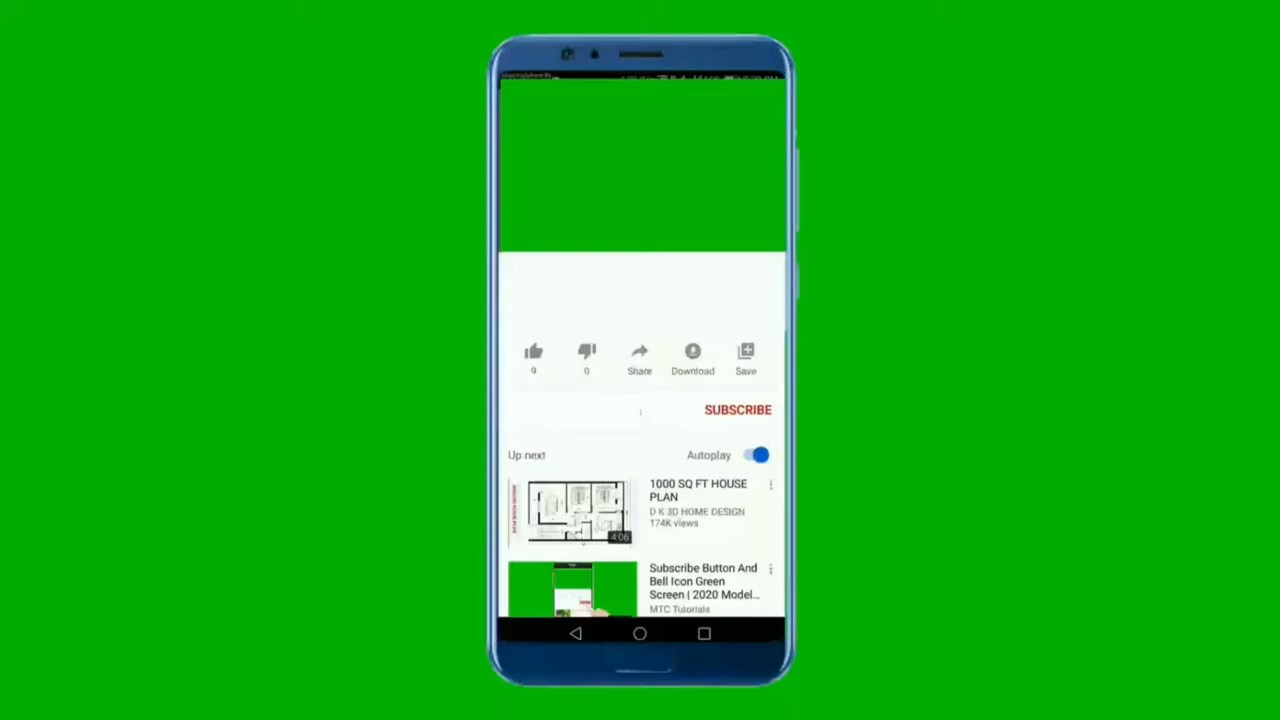 9
0
Share
Download
Save
SUBSCRIBE
Up next
Autoplay
1000 SQ FT HOUSE
PLAN
D K 3D HOME DESIGN
174K views
4:06
Subscribe Button And
Bell Icon Green
Screen | 2020 Model...
MTC Tutorials